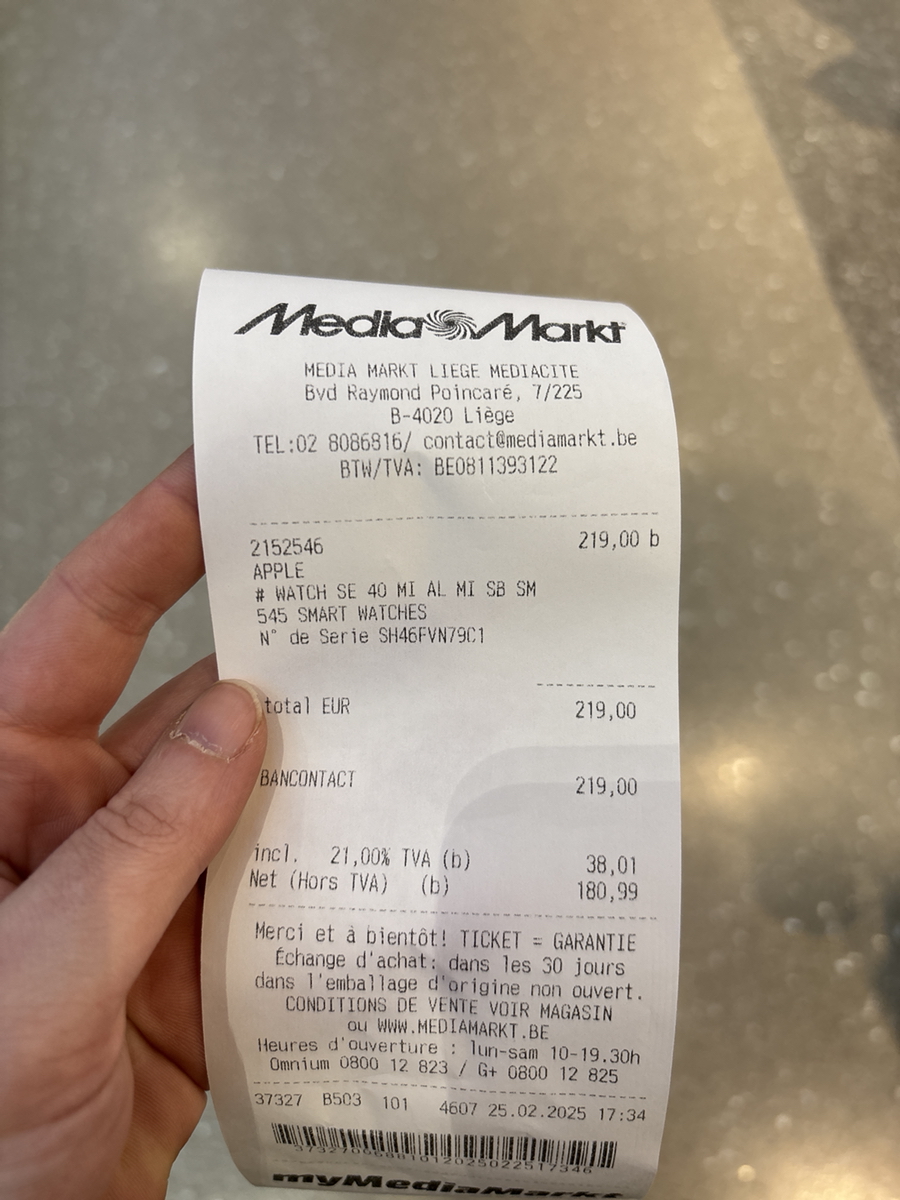 Media Markt
MEDIA MARKT LIEGE MEDIACITE
Bvd Raymond Poincaré, 7/225
B-4020 Liège
TEL:02 8086816/ contact@mediamarkt.be
BTW/TVA: BE0811393122
2152546 219,00 b
APPLE
# WATCH SE 40 MI AL MI SB SM
545 SMART WATCHES
N° de Serie SH46FVN79C1
total EUR 219,00
BANCONTACT 219,00
incl. 21,00% TVA (b) 38,01
Net (Hors TVA) (b) 180,99
Merci et à bientôt! TICKET = GARANTIE
Échange d'achat: dans les 30 jours
dans l'emballage d'origine non ouvert.
CONDITIONS DE VENTE VOIR MAGASIN
ou WWW.MEDIAMARKT.BE
Heures d'ouverture : lun-sam 10-19.30h
Omnium 0800 12 823 / G+ 0800 12 825
37327 B503 101 4607 25.02.2025 17:34
myMediaMarkt